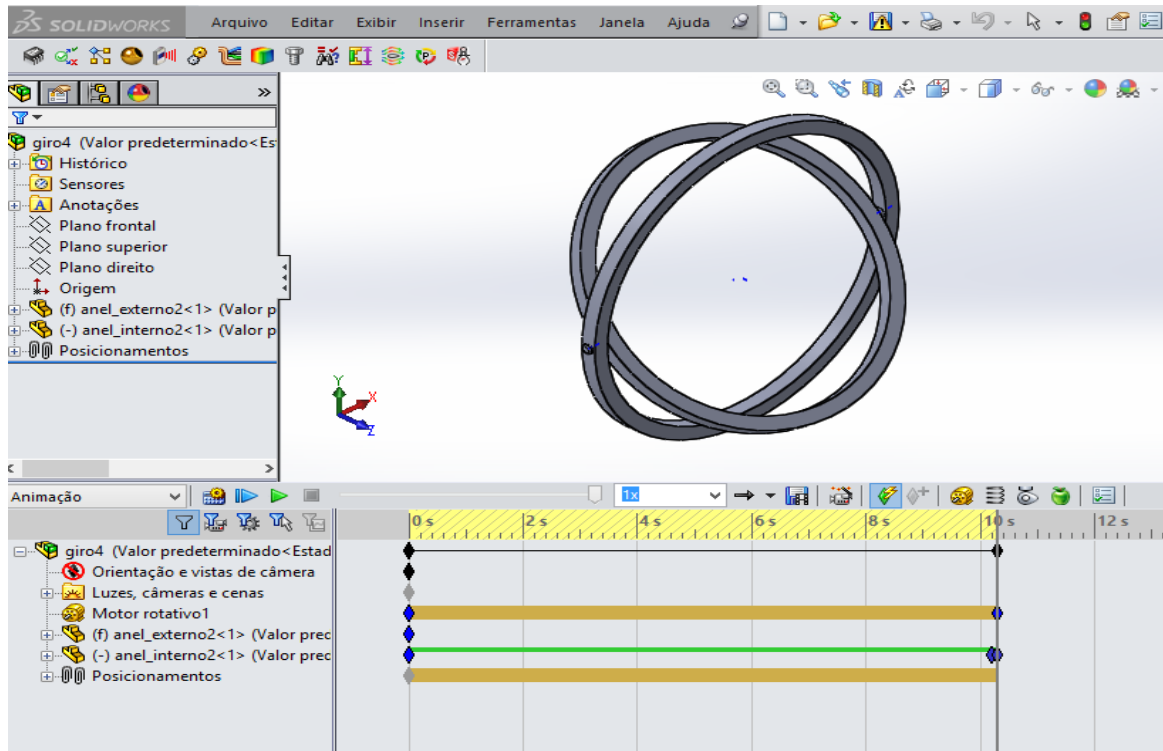 SOLIDWORKS Arquivo Editar Exibir Inserir Ferramentas Janela Ajuda
giro4 (Valor predeterminado<Es
Histórico
Sensores
Anotações
Plano frontal
Plano superior
Plano direito
Origem
(f) anel_externo2<1> (Valor p
(-) anel_interno2<1> (Valor p
Posicionamentos
Y
X
Z
Animação 1x
0 s 2 s 4 s 6 s 8 s 10 s 12 s
giro4 (Valor predeterminado<Estad
Orientação e vistas de câmera
Luzes, câmeras e cenas
Motor rotativo1
(f) anel_externo2<1> (Valor prec
(-) anel_interno2<1> (Valor prec
Posicionamentos